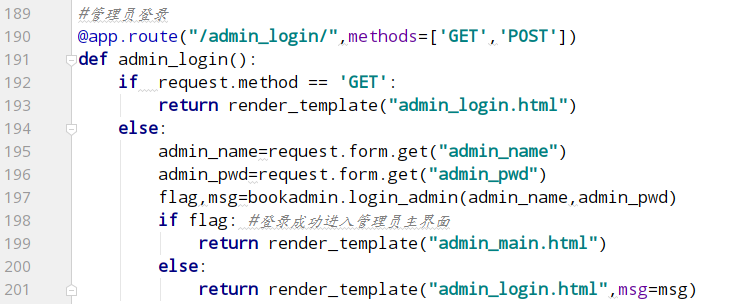 189 #管理员登录
190 @app.route("/admin_login/",methods=['GET','POST'])
191 def admin_login():
192     if  request.method == 'GET':
193         return render_template("admin_login.html")
194     else:
195         admin_name=request.form.get("admin_name")
196         admin_pwd=request.form.get("admin_pwd")
197         flag,msg=bookadmin.login_admin(admin_name,admin_pwd)
198         if flag: #登录成功进入管理员主界面
199             return render_template("admin_main.html")
200         else:
201             return render_template("admin_login.html",msg=msg)